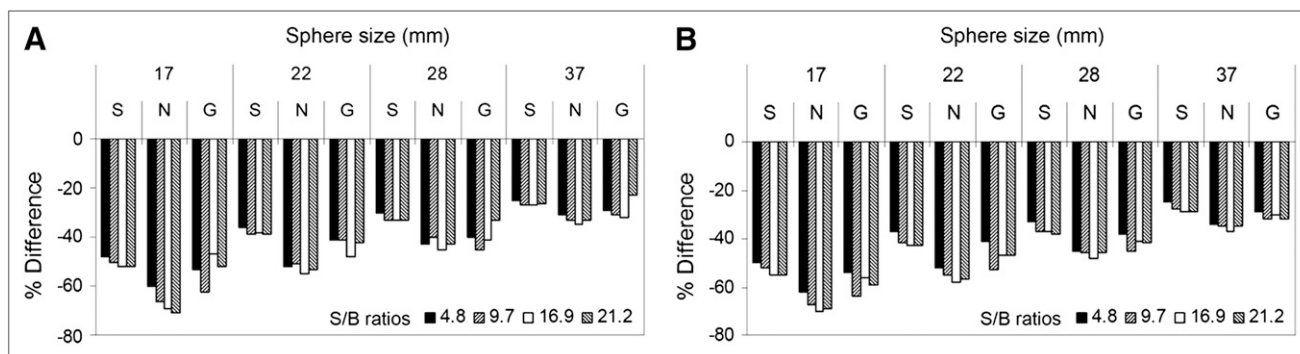 A
Sphere size (mm)
17 22 28 37
S N G S N G S N G S N G
0
-20
-40
-60
-80
% Difference
S/B ratios 4.8 9.7 16.9 21.2
B
Sphere size (mm)
17 22 28 37
S N G S N G S N G S N G
0
-20
-40
-60
-80
% Difference
S/B ratios 4.8 9.7 16.9 21.2